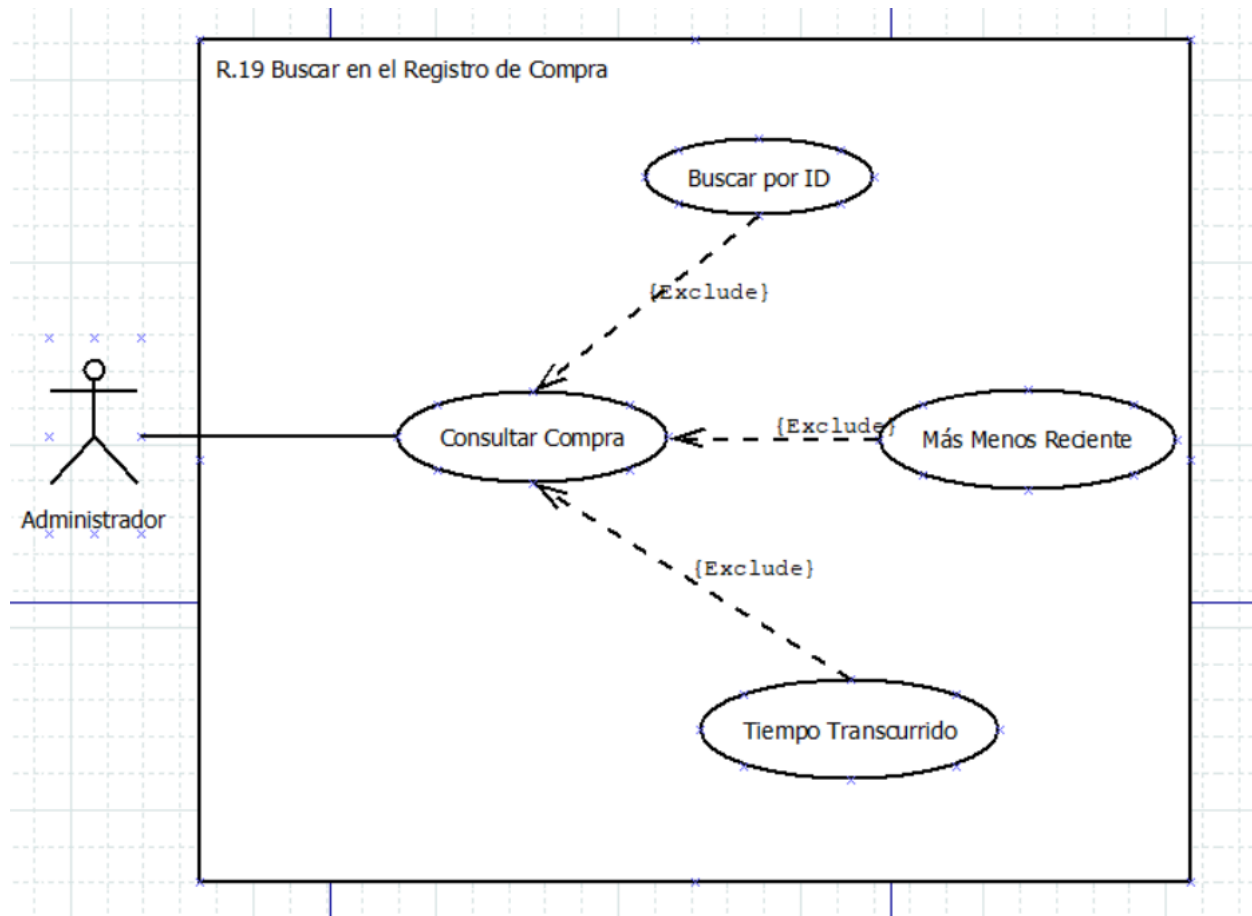 R.19 Buscar en el Registro de Compra
Buscar por ID
{Exclude}
Consultar Compra
{Exclude}
Más Menos Reciente
Administrador
{Exclude}
Tiempo Transcurrido